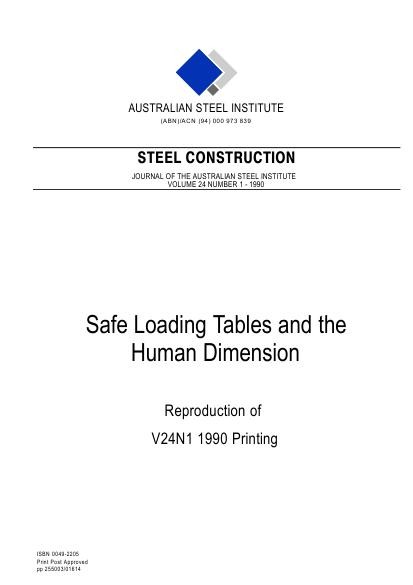 AUSTRALIAN STEEL INSTITUTE
(ABN)/ACN (94) 000 973 839
STEEL CONSTRUCTION
JOURNAL OF THE AUSTRALIAN STEEL INSTITUTE
VOLUME 24 NUMBER 1 - 1990
Safe Loading Tables and the
Human Dimension
Reproduction of
V24N1 1990 Printing
ISBN 0049-2205
Print Post Approved
pp 255003/01614